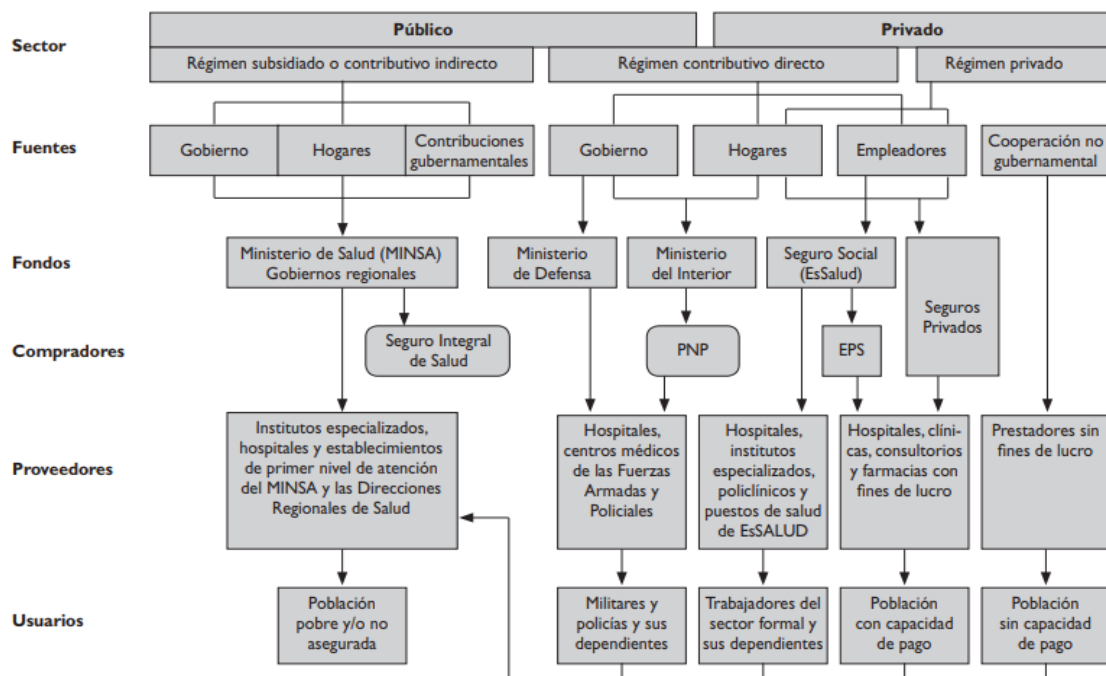 Sector
Público
Privado
Régimen subsidiado o contributivo indirecto
Régimen contributivo directo
Régimen privado
Fuentes
Gobierno
Hogares
Contribuciones
gubernamentales
Gobierno
Hogares
Empleadores
Cooperación no
gubernamental
Fondos
Ministerio de Salud (MINSA)
Gobiernos regionales
Ministerio
de Defensa
Ministerio
del Interior
Seguro Social
(EsSalud)
Seguros
Privados
Compradores
Seguro Integral
de Salud
PNP
EPS
Proveedores
Institutos especializados,
hospitales y establecimientos
de primer nivel de atención
del MINSA y las Direcciones
Regionales de Salud
Hospitales,
centros médicos
de las Fuerzas
Armadas y
Policiales
Hospitales,
institutos
especializados,
policlínicos y
puestos de salud
de EsSALUD
Hospitales, clíni-
cas, consultorios
y farmacias con
fines de lucro
Prestadores sin
fines de lucro
Usuarios
Población
pobre y/o no
asegurada
Militares y
policías y sus
dependientes
Trabajadores del
sector formal y
sus dependientes
Población
con capacidad
de pago
Población
sin capacidad
de pago